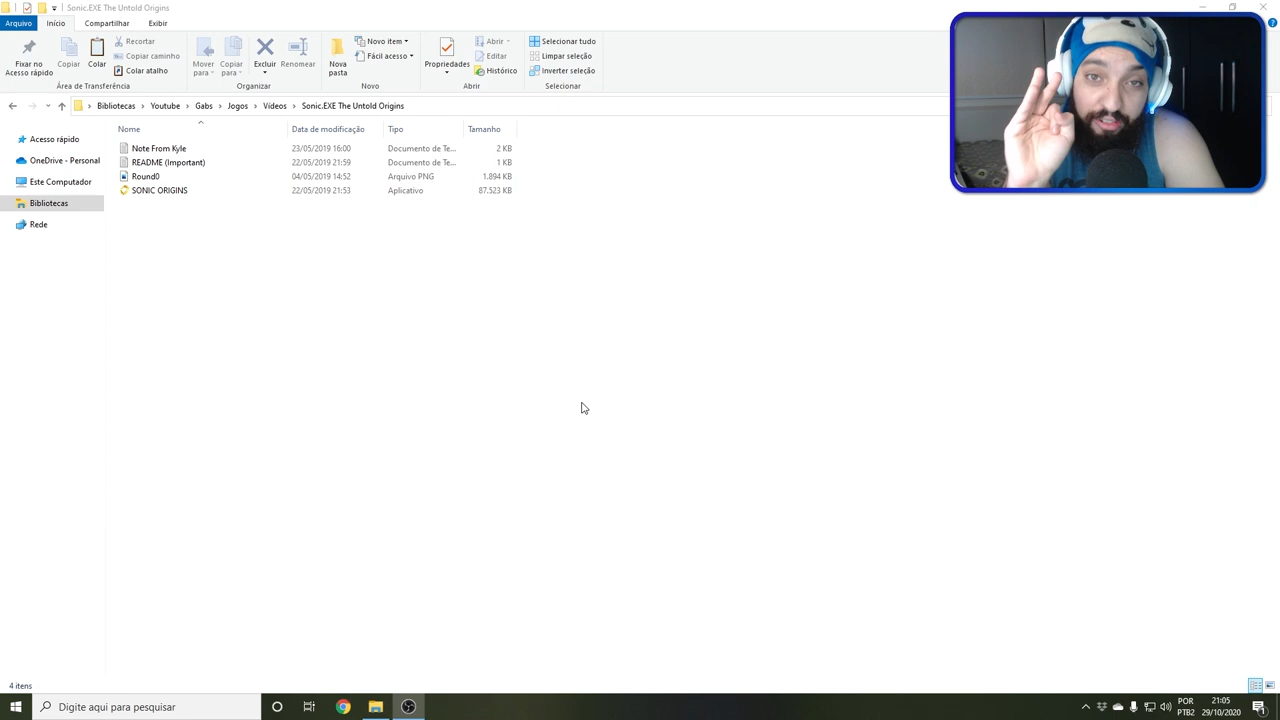 Sonic.EXE The Untold Origins
Arquivo Início Compartilhar Exibir
Fixar no Acesso rápido
Copiar
Colar
Recortar
Copiar caminho
Colar atalho
Área de Transferência
Mover para
Copiar para
Excluir
Renomear
Organizar
Nova pasta
Novo item
Fácil acesso
Novo
Propriedades
Abrir
Editar
Histórico
Abrir
Selecionar tudo
Limpar seleção
Inverter seleção
Selecionar
Bibliotecas > Youtube > Gabs > Jogos > Vídeos > Sonic.EXE The Untold Origins
Nome Data de modificação Tipo Tamanho
Note From Kyle 23/05/2019 16:00 Documento de Te... 2 KB
README (Important) 22/05/2019 21:59 Documento de Te... 1 KB
Round0 04/05/2019 14:52 Arquivo PNG 1.894 KB
SONIC ORIGINS 22/05/2019 21:53 Aplicativo 87.523 KB
Acesso rápido
OneDrive - Personal
Este Computador
Bibliotecas
Rede
4 itens
Digite aqui para pesquisar
POR
PTB2
21:05
29/10/2020
1